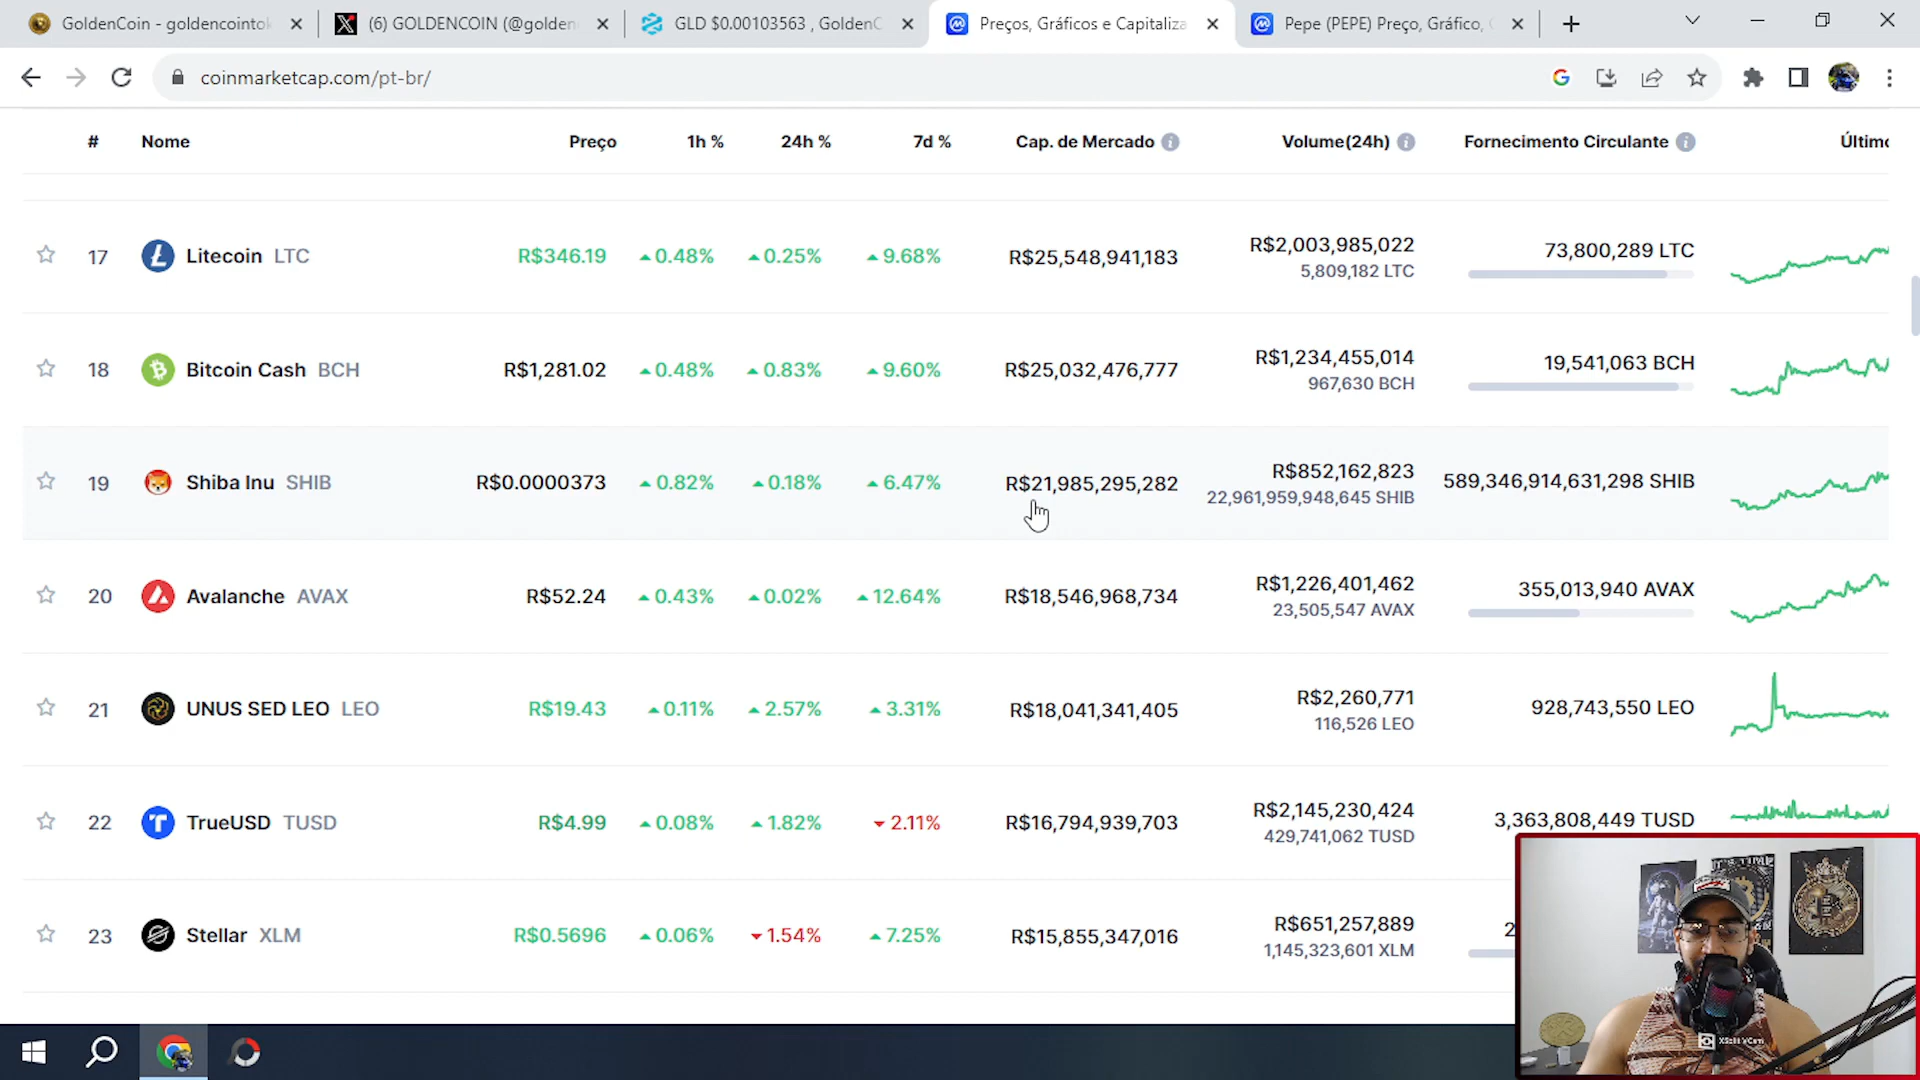 GoldenCoin - goldencointok
(6) GOLDENCOIN (@golden
GLD $0.00103563 , GoldenC
Preços, Gráficos e Capitaliza
Pepe (PEPE) Preço, Gráfico,
coinmarketcap.com/pt-br/
# Nome Preço 1h % 24h % 7d % Cap. de Mercado Volume(24h) Fornecimento Circulante Último
17 Litecoin LTC R$346.19 0.48% 0.25% 9.68% R$25,548,941,183 R$2,003,985,022 73,800,289 LTC
5,809,182 LTC
18 Bitcoin Cash BCH R$1,281.02 0.48% 0.83% 9.60% R$25,032,476,777 R$1,234,455,014 19,541,063 BCH
967,630 BCH
19 Shiba Inu SHIB R$0.0000373 0.82% 0.18% 6.47% R$21,985,295,282 R$852,162,823 589,346,914,631,298 SHIB
22,961,959,948,645 SHIB
20 Avalanche AVAX R$52.24 0.43% 0.02% 12.64% R$18,546,968,734 R$1,226,401,462 355,013,940 AVAX
23,505,547 AVAX
21 UNUS SED LEO LEO R$19.43 0.11% 2.57% 3.31% R$18,041,341,405 R$2,260,771 928,743,550 LEO
116,526 LEO
22 TrueUSD TUSD R$4.99 0.08% 1.82% 2.11% R$16,794,939,703 R$2,145,230,424 3,363,808,449 TUSD
429,741,062 TUSD
23 Stellar XLM R$0.5696 0.06% 1.54% 7.25% R$15,855,347,016 R$651,257,889 2
1,145,323,601 XLM
XSplit VCam